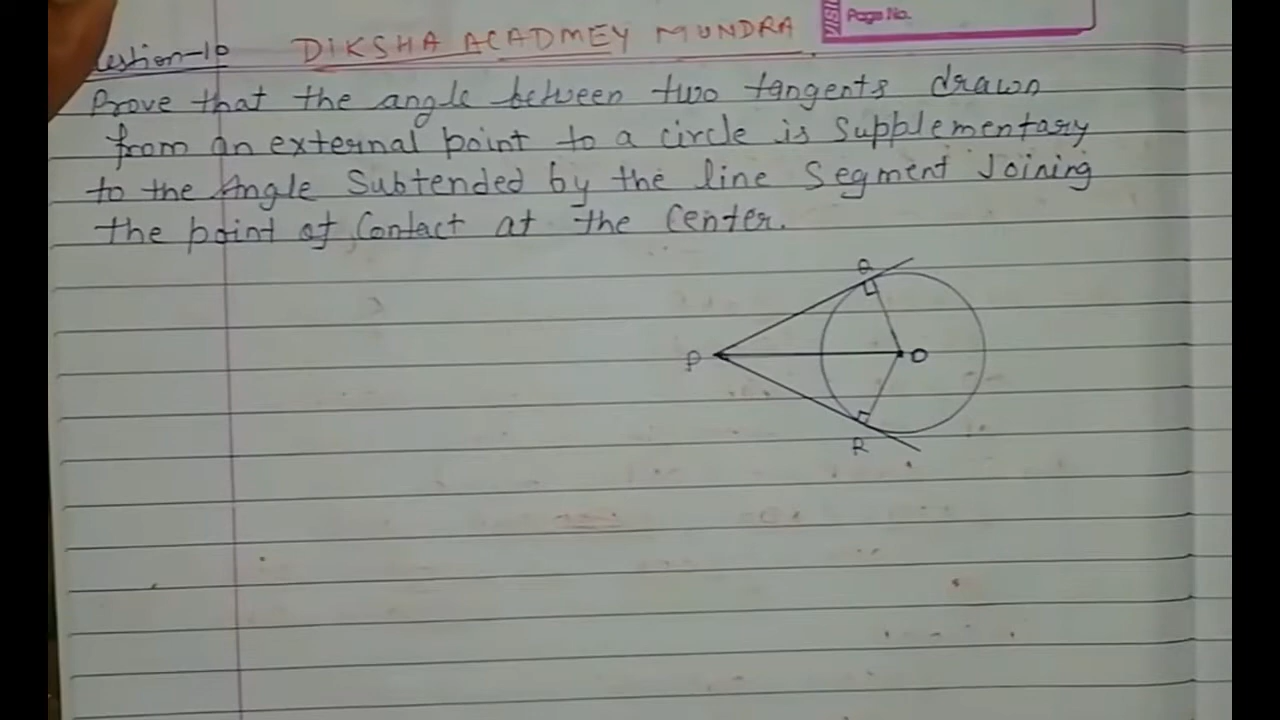 Page No.
DIKSHA ACADMEY MUNDRA
estion-10
Prove that the angle between two tangents drawn
from an external point to a circle is Supplementary
to the Angle Subtended by the line Segment Joining
the point of Contact at the Center.
Q
P
O
R